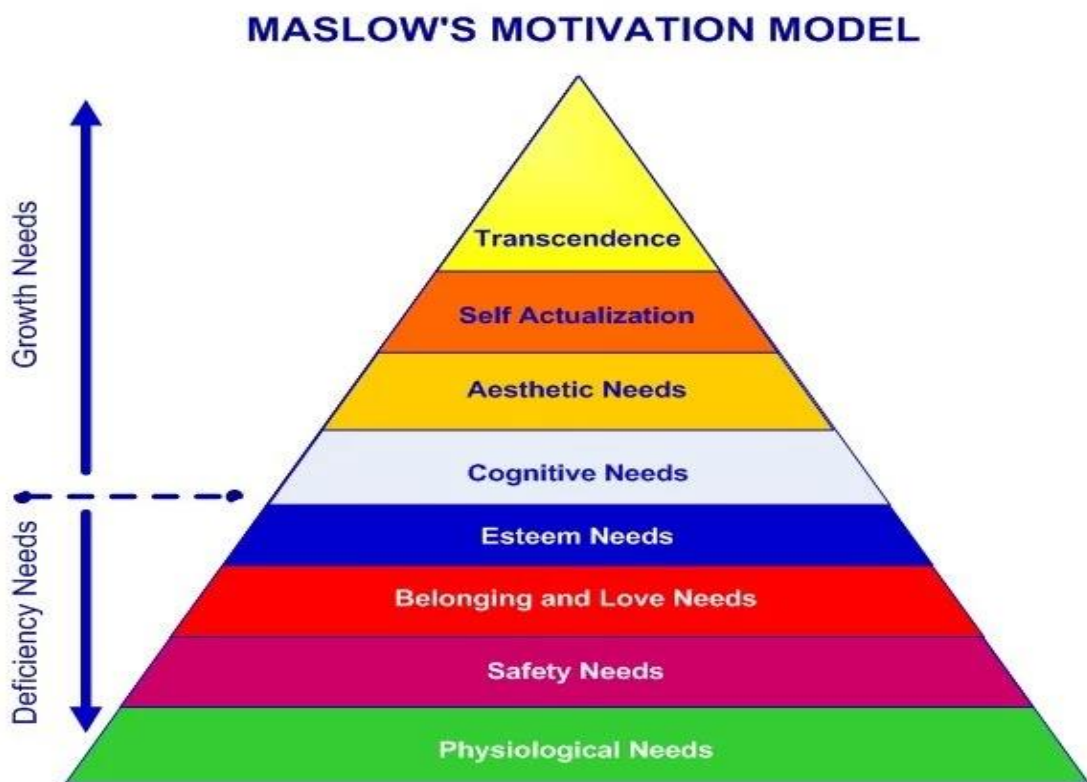 MASLOW'S MOTIVATION MODEL
Growth Needs
Deficiency Needs
Transcendence
Self Actualization
Aesthetic Needs
Cognitive Needs
Esteem Needs
Belonging and Love Needs
Safety Needs
Physiological Needs